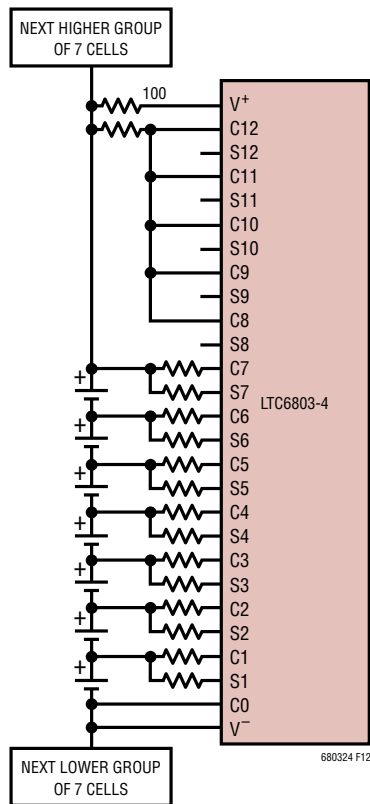 NEXT HIGHER GROUP
OF 7 CELLS
100
V+
C12
S12
C11
S11
C10
S10
C9
S9
C8
S8
C7
S7
LTC6803-4
C6
S6
C5
S5
C4
S4
C3
S3
C2
S2
C1
S1
C0
V−
+
+
+
+
+
+
+
680324 F12
NEXT LOWER GROUP
OF 7 CELLS